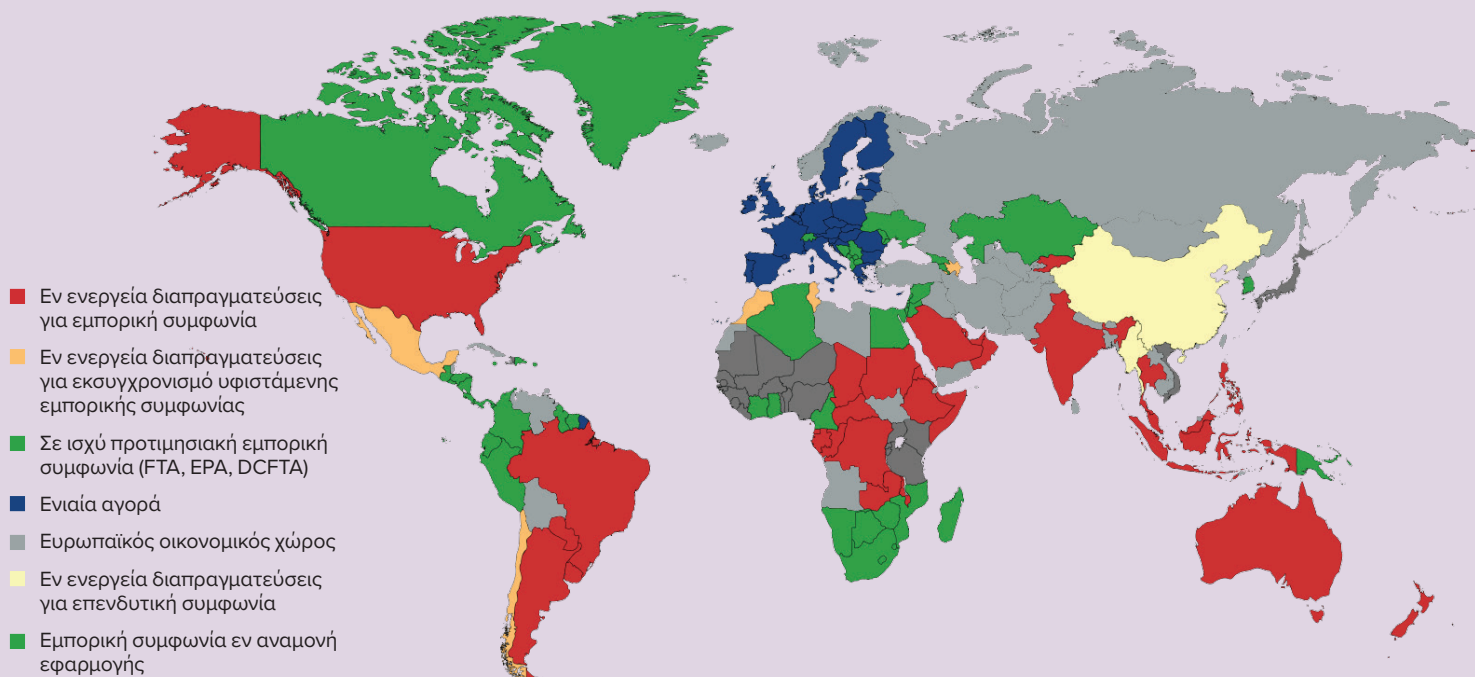 Εν ενεργεία διαπραγματεύσεις
για εμπορική συμφωνία
Εν ενεργεία διαπραγματεύσεις
για εκσυγχρονισμό υφιστάμενης
εμπορικής συμφωνίας
Σε ισχύ προτιμησιακή εμπορική
συμφωνία (FTA, EPA, DCFTA)
Ενιαία αγορά
Ευρωπαϊκός οικονομικός χώρος
Εν ενεργεία διαπραγματεύσεις
για επενδυτική συμφωνία
Εμπορική συμφωνία εν αναμονή
εφαρμογής